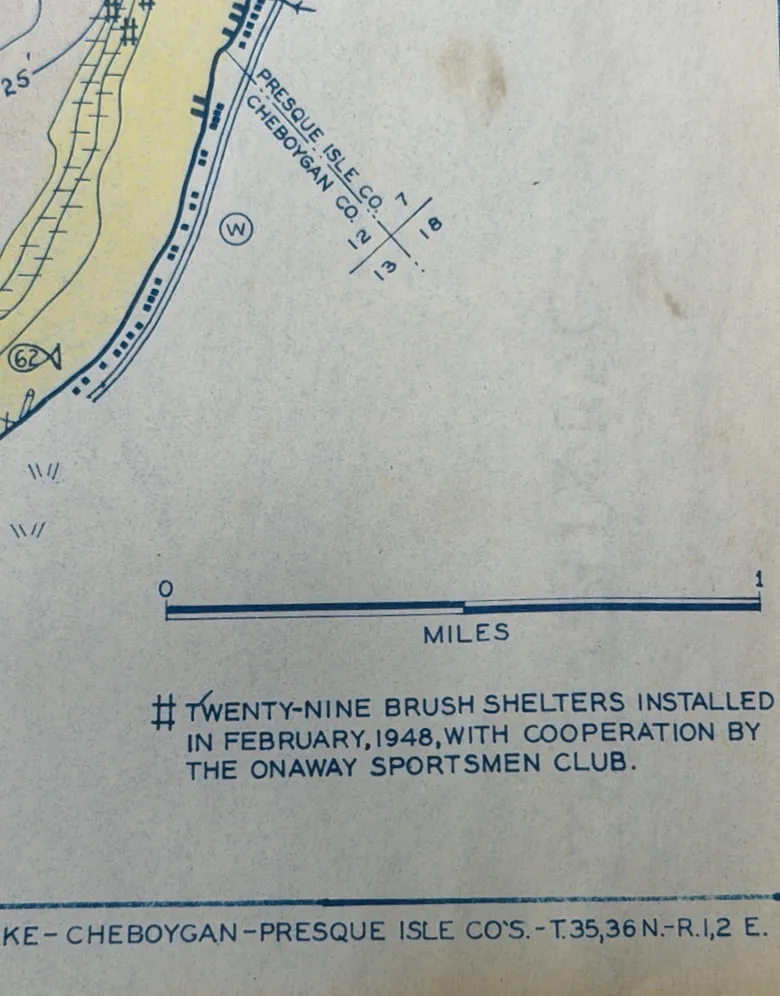 25'
PRESQUE ISLE CO.
CHEBOYGAN CO.
7
18
12
13
W
62
0
1
MILES
# TWENTY-NINE BRUSH SHELTERS INSTALLED
IN FEBRUARY, 1948, WITH COOPERATION BY
THE ONAWAY SPORTSMEN CLUB.
KE - CHEBOYGAN - PRESQUE ISLE CO'S. - T.35,36 N. - R.1,2 E.